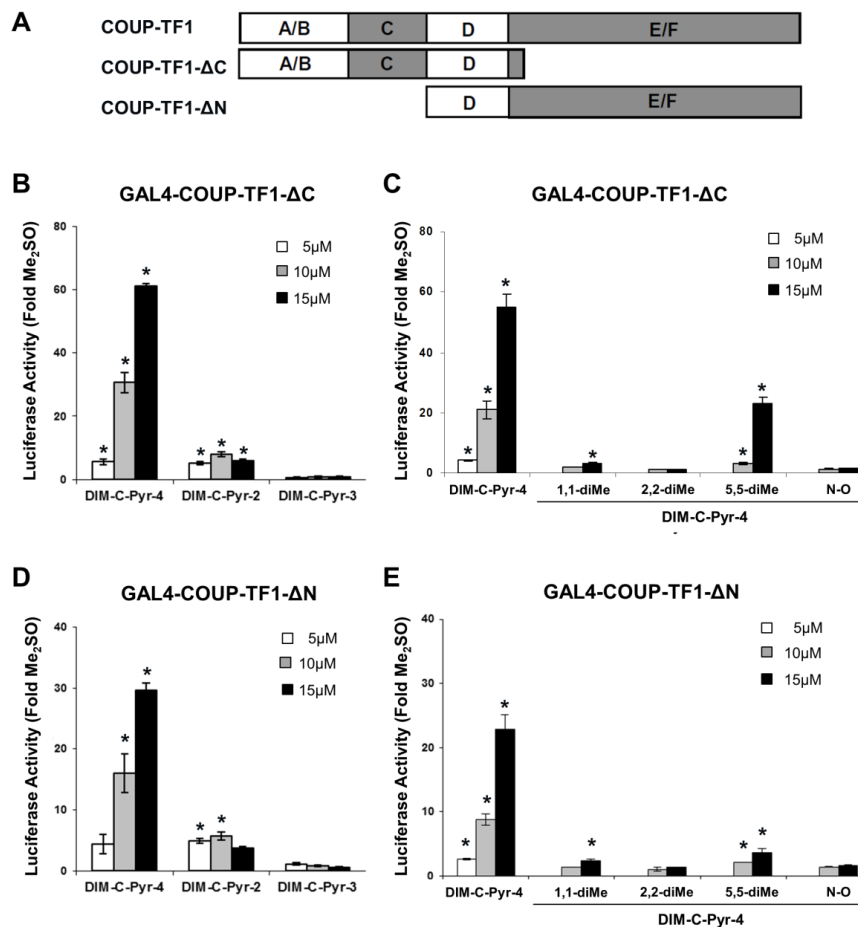 A
COUP-TF1
A/B C D E/F
COUP-TF1-ΔC
A/B C D
COUP-TF1-ΔN
D E/F
B
GAL4-COUP-TF1-ΔC
Luciferase Activity (Fold Me₂SO)
80
60
40
20
0
5µM
10µM
15µM
* * *
* * *
DIM-C-Pyr-4 DIM-C-Pyr-2 DIM-C-Pyr-3
C
GAL4-COUP-TF1-ΔC
Luciferase Activity (Fold Me₂SO)
80
60
40
20
0
5µM
10µM
15µM
* * *
*
* *
DIM-C-Pyr-4 1,1-diMe 2,2-diMe 5,5-diMe N-O
DIM-C-Pyr-4
D
GAL4-COUP-TF1-ΔN
Luciferase Activity (Fold Me₂SO)
40
30
20
10
0
5µM
10µM
15µM
* *
* *
DIM-C-Pyr-4 DIM-C-Pyr-2 DIM-C-Pyr-3
E
GAL4-COUP-TF1-ΔN
Luciferase Activity (Fold Me₂SO)
40
30
20
10
0
5µM
10µM
15µM
* * *
*
* *
DIM-C-Pyr-4 1,1-diMe 2,2-diMe 5,5-diMe N-O
DIM-C-Pyr-4